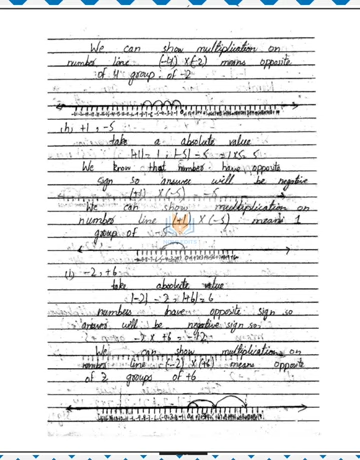 We can show multiplication on
number line (-4) × (-2) means opposite
of 4 group of -2
(h) +1, -5
take a absolute value
|+1| = 1, |-5| = 5 = 1×5, 5
We know that number have opposite
sign so answer will be negative
(+1) × (-5) = -5
We can show multiplication on
number line (+1) × (-5) means 1
group of -5
(i) -2, +6
take absolute value
|-2| = 2 |+6| = 6
numbers have opposite sign so
answer will be negative sign so
-2 × +6 = -12
We can show multiplication on
number line (-2) × (+6) means opposite
of 2 groups of +6